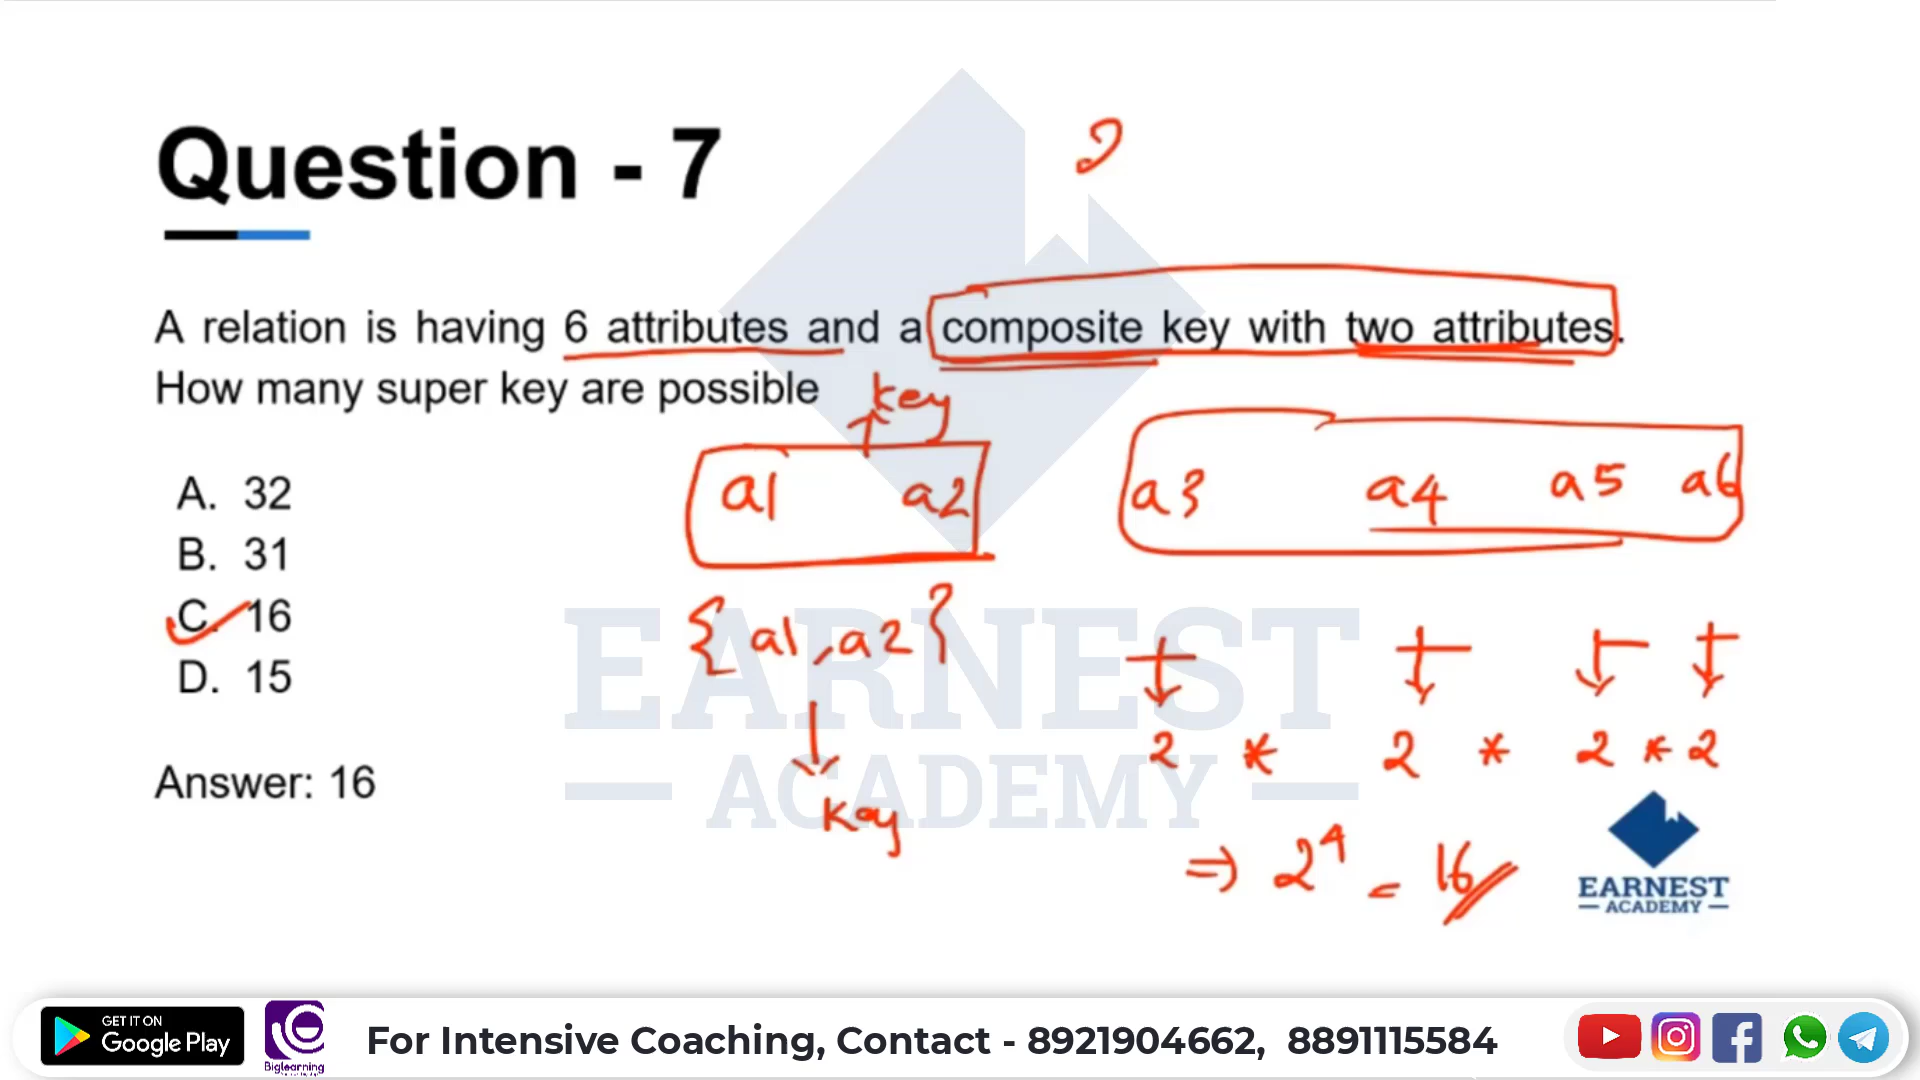 Question - 7
A relation is having 6 attributes and a composite key with two attributes.
How many super key are possible
key
A. 32
B. 31
C. 16
D. 15
a1 a2 a3 a4 a5 a6
{ a1, a2 }
2 * 2 * 2 * 2
key
⇒ 2⁴ = 16
Answer: 16
EARNEST
ACADEMY
EARNEST
ACADEMY
GET IT ON
Google Play
Biglearning
For Intensive Coaching, Contact - 8921904662, 8891115584